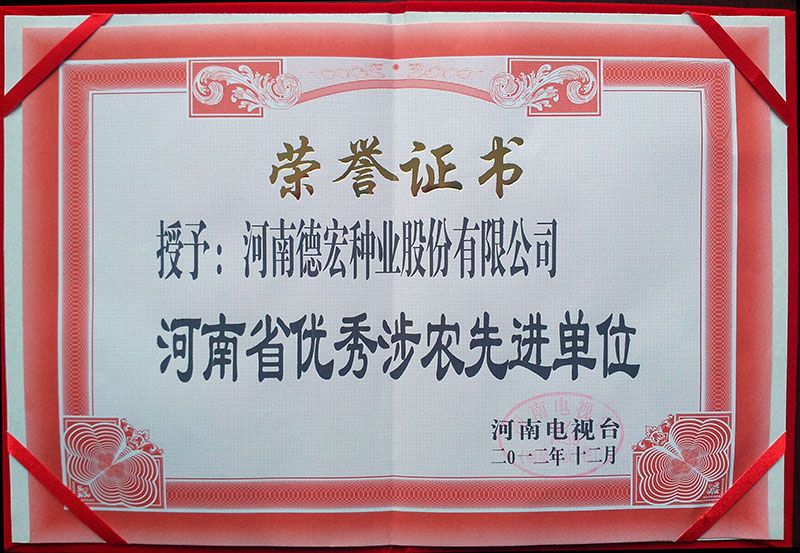 荣誉证书
授予：河南德宏种业股份有限公司
河南省优秀涉农先进单位
河南电视台
二〇一二年十二月